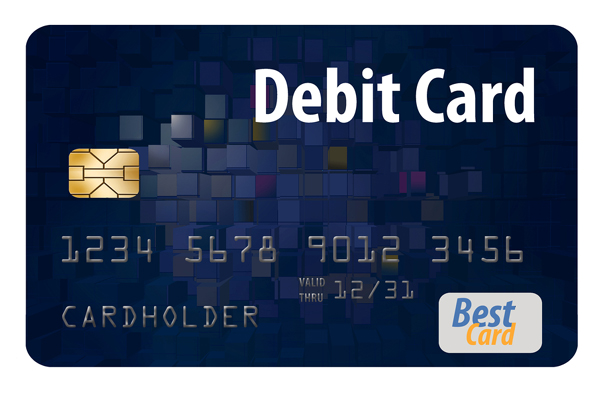 Debit Card
1234 5678 9012 3456
VALID
THRU 12/31
CARDHOLDER
Best
Card